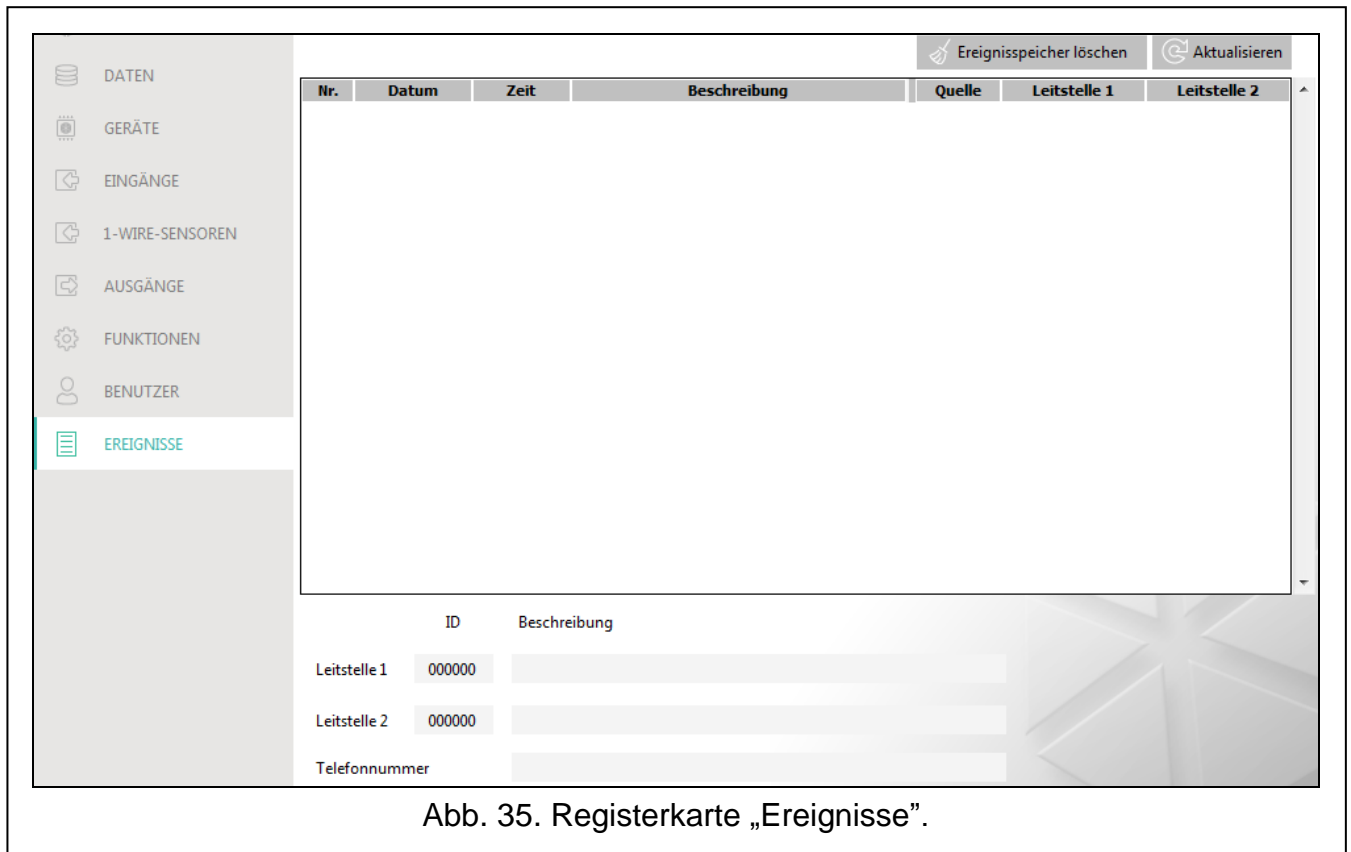 Ereignisspeicher löschen Aktualisieren
DATEN
GERÄTE
EINGÄNGE
1-WIRE-SENSOREN
AUSGÄNGE
FUNKTIONEN
BENUTZER
EREIGNISSE
Nr. Datum Zeit Beschreibung Quelle Leitstelle 1 Leitstelle 2
ID Beschreibung
Leitstelle 1 000000
Leitstelle 2 000000
Telefonnummer
Abb. 35. Registerkarte „Ereignisse”.